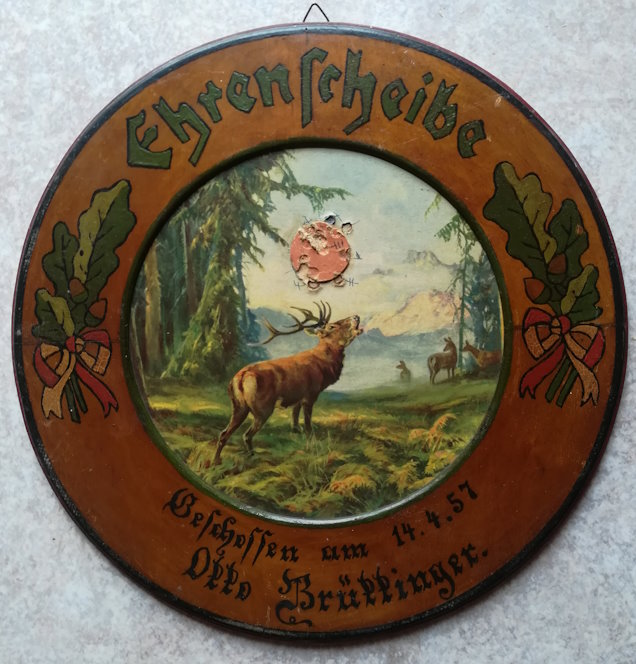 Ehrenscheibe
Geschossen am 14.4.57
Otto Brüttinger.